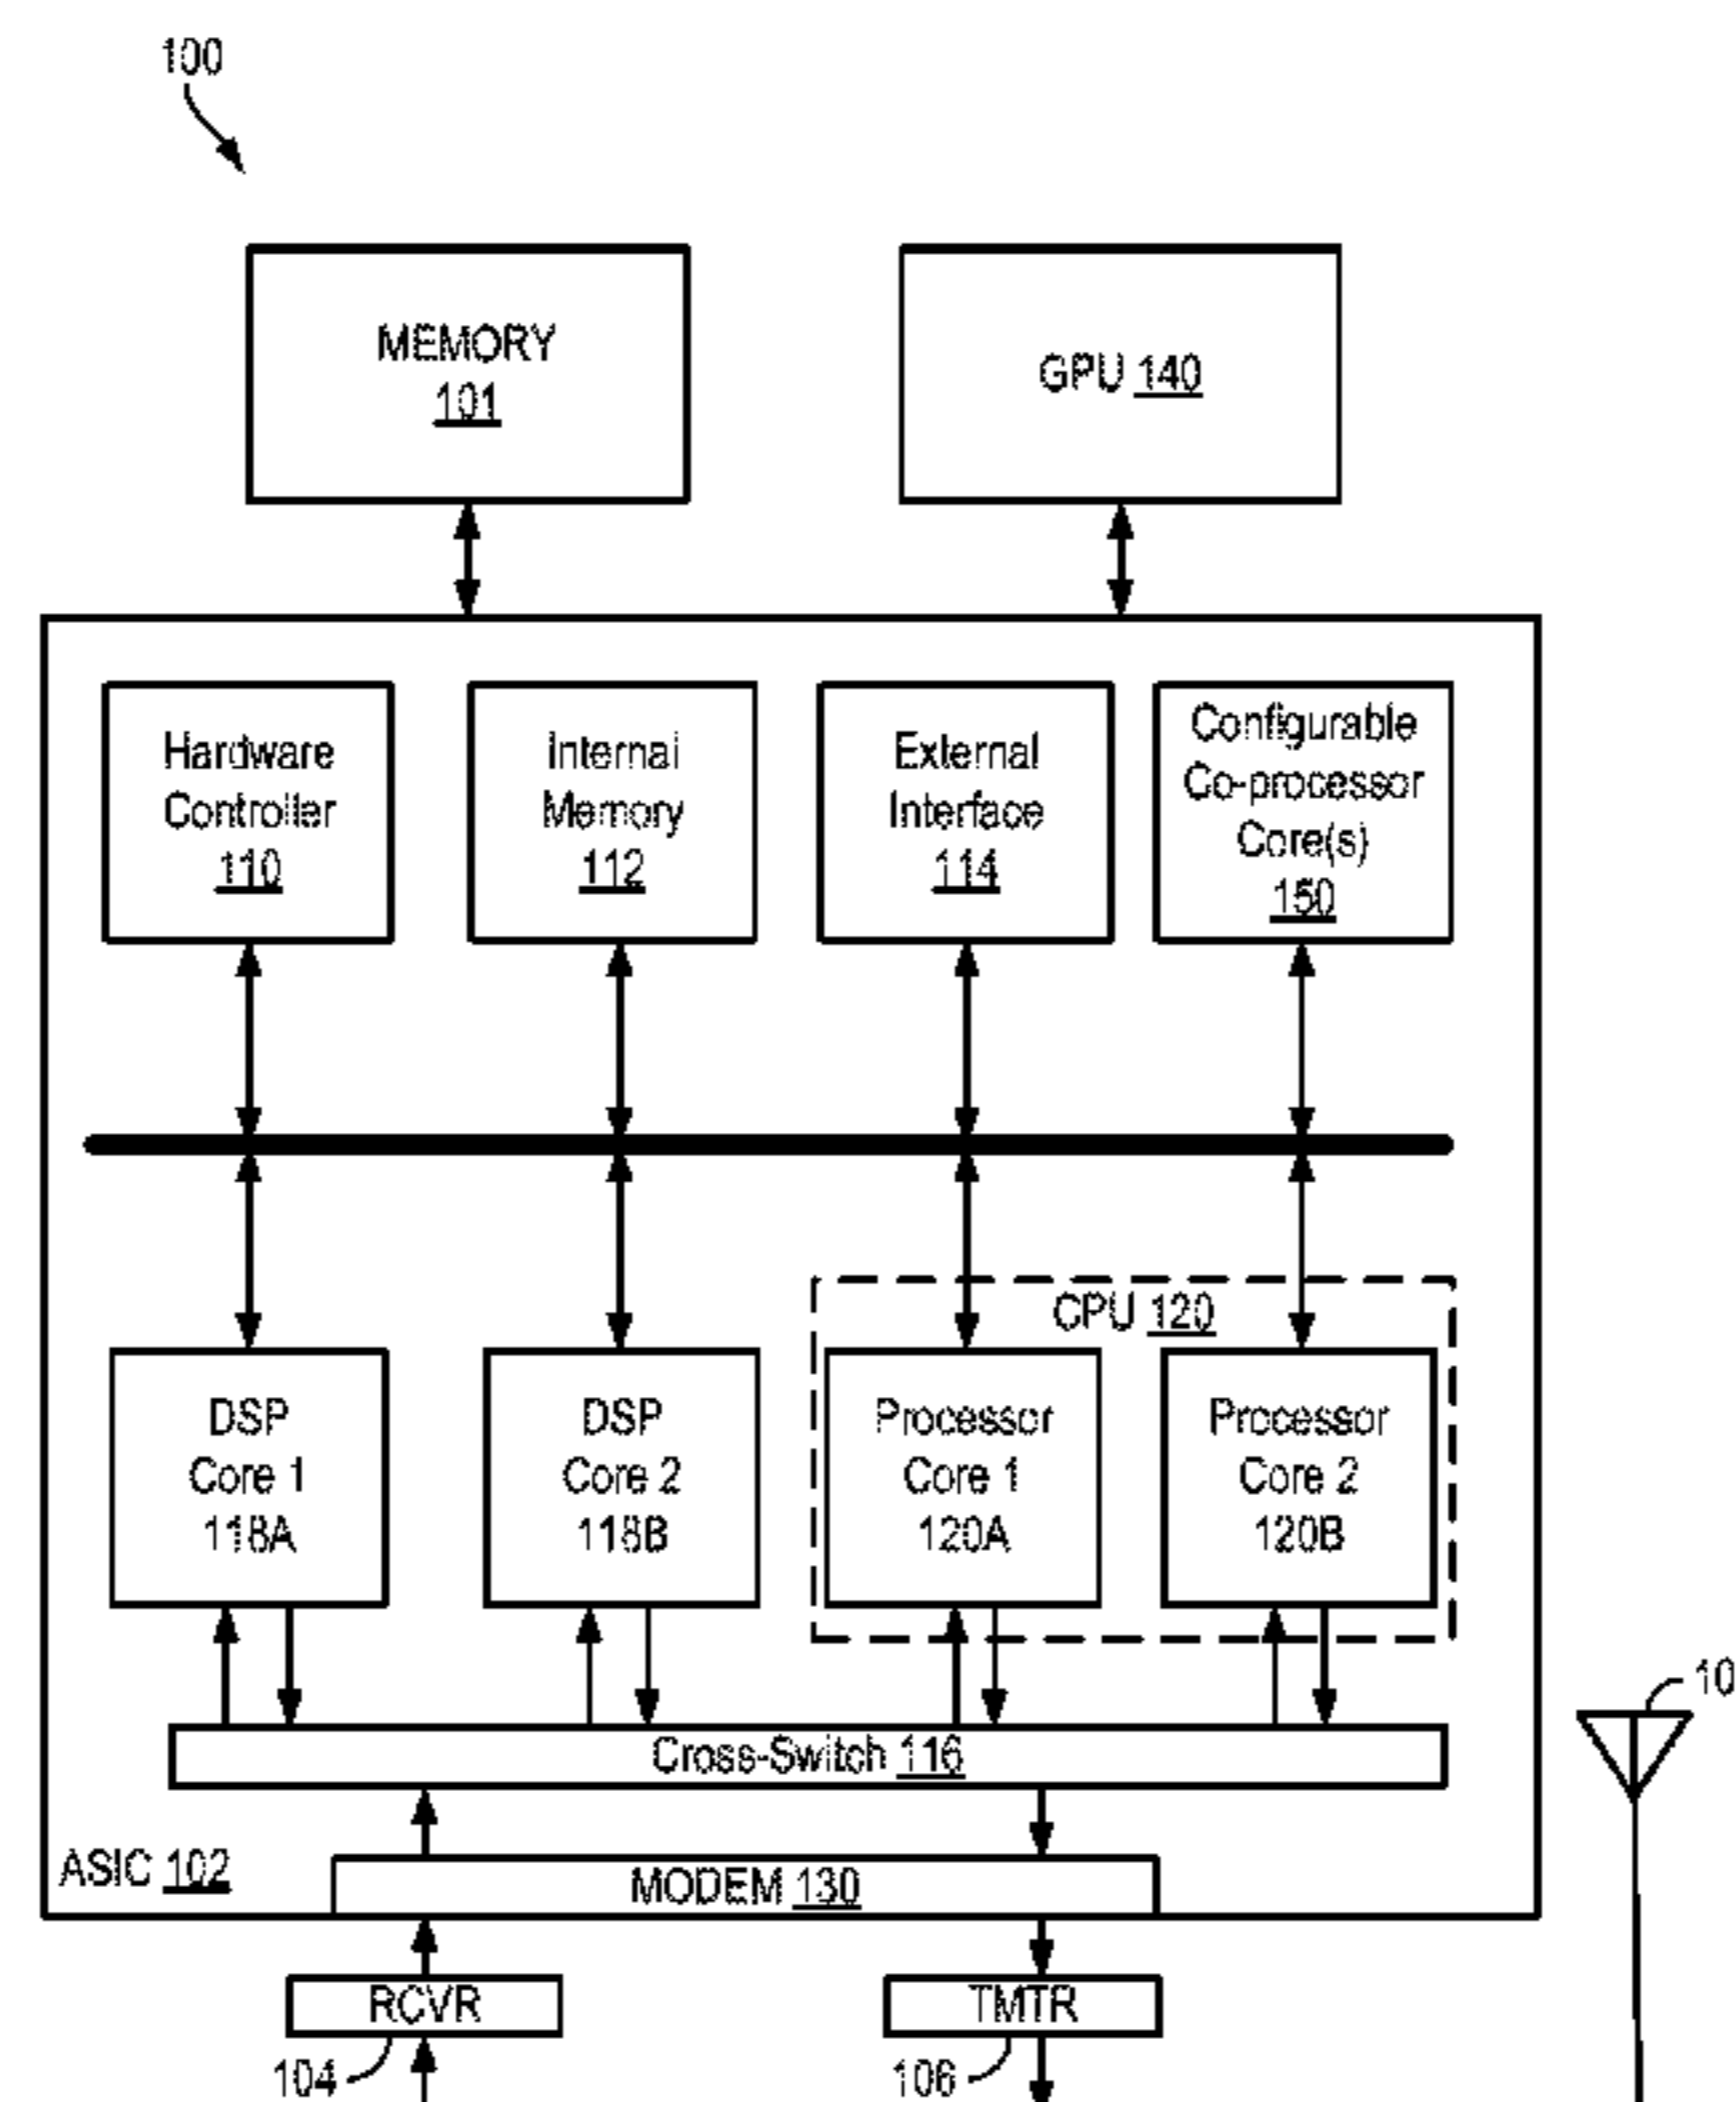 100
MEMORY
101
GPU 140
Hardware
Controller
110
Internal
Memory
112
External
Interface
114
Configurable
Co-processor
Core(s)
150
CPU 120
DSP
Core 1
118A
DSP
Core 2
118B
Processor
Core 1
120A
Processor
Core 2
120B
10
Cross-Switch 116
ASIC 102
MODEM 130
RCVR
TMTR
104
106